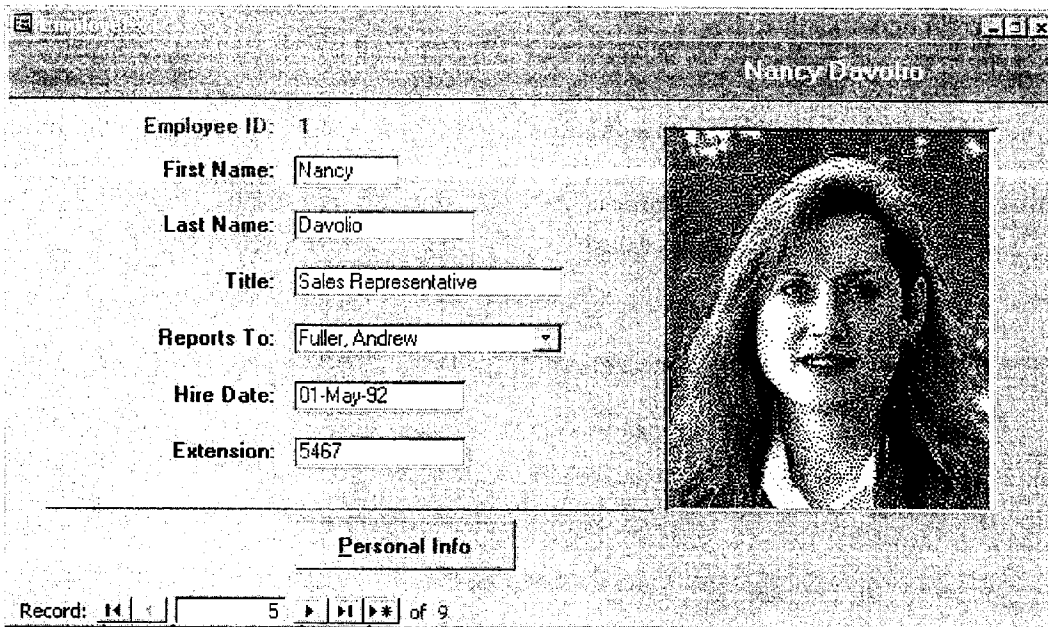 Employees
Nancy Davolio
Employee ID: 1
First Name: Nancy
Last Name: Davolio
Title: Sales Representative
Reports To: Fuller, Andrew
Hire Date: 01-May-92
Extension: 5467
Personal Info
Record: 5 of 9